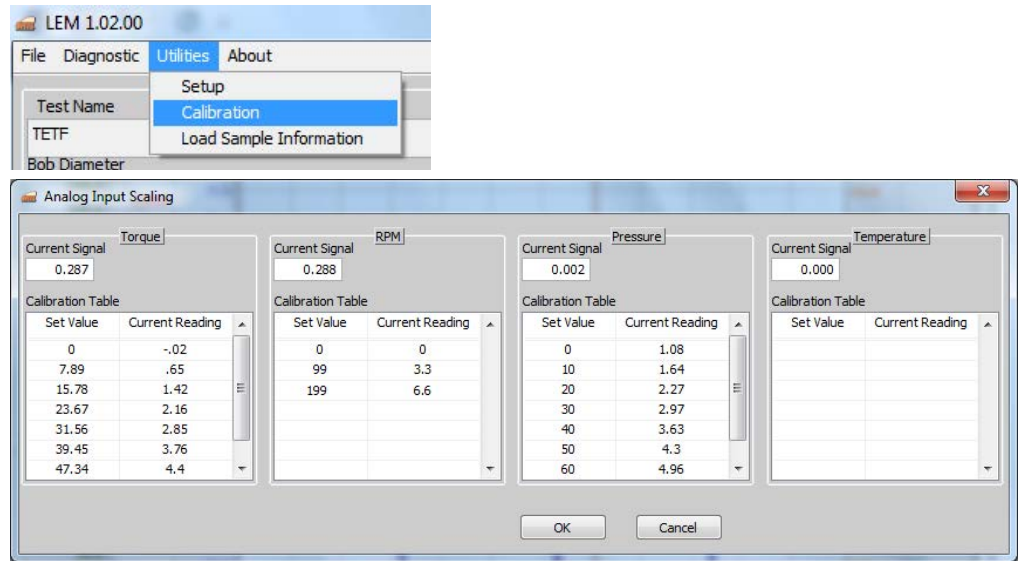 LEM 1.02.00
File Diagnostic Utilities About
Setup
Test Name
Calibration
TETF
Load Sample Information
Bob Diameter
Analog Input Scaling
Torque RPM Pressure Temperature
Current Signal Current Signal Current Signal Current Signal
0.287 0.288 0.002 0.000
Calibration Table Calibration Table Calibration Table Calibration Table
Set Value Current Reading Set Value Current Reading Set Value Current Reading Set Value Current Reading
0 -.02 0 0 0 1.08
7.89 .65 99 3.3 10 1.64
15.78 1.42 199 6.6 20 2.27
23.67 2.16 30 2.97
31.56 2.85 40 3.63
39.45 3.76 50 4.3
47.34 4.4 60 4.96
OK Cancel